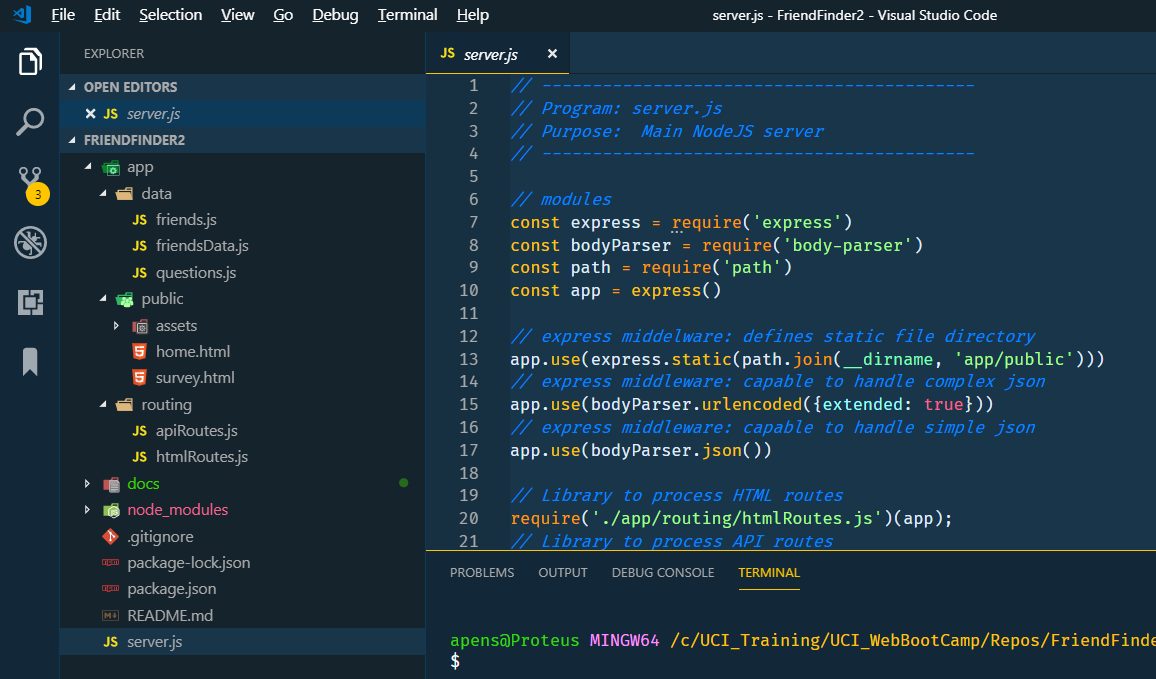 File Edit Selection View Go Debug Terminal Help server.js - FriendFinder2 - Visual Studio Code
EXPLORER
OPEN EDITORS
JS server.js
FRIENDFINDER2
app
data
JS friends.js
JS friendsData.js
JS questions.js
public
assets
home.html
survey.html
routing
JS apiRoutes.js
JS htmlRoutes.js
docs
node_modules
.gitignore
package-lock.json
package.json
README.md
JS server.js
3
JS server.js ×
1 // -------------------------------------------
2 // Program: server.js
3 // Purpose:  Main NodeJS server
4 // -------------------------------------------
5
6 // modules
7 const express = require('express')
8 const bodyParser = require('body-parser')
9 const path = require('path')
10 const app = express()
11
12 // express middelware: defines static file directory
13 app.use(express.static(path.join(__dirname, 'app/public')))
14 // express middleware: capable to handle complex json
15 app.use(bodyParser.urlencoded({extended: true}))
16 // express middleware: capable to handle simple json
17 app.use(bodyParser.json())
18
19 // Library to process HTML routes
20 require('./app/routing/htmlRoutes.js')(app);
21 // Library to process API routes
PROBLEMS OUTPUT DEBUG CONSOLE TERMINAL
apens@Proteus MINGW64 /c/UCI_Training/UCI_WebBootCamp/Repos/FriendFinde
$